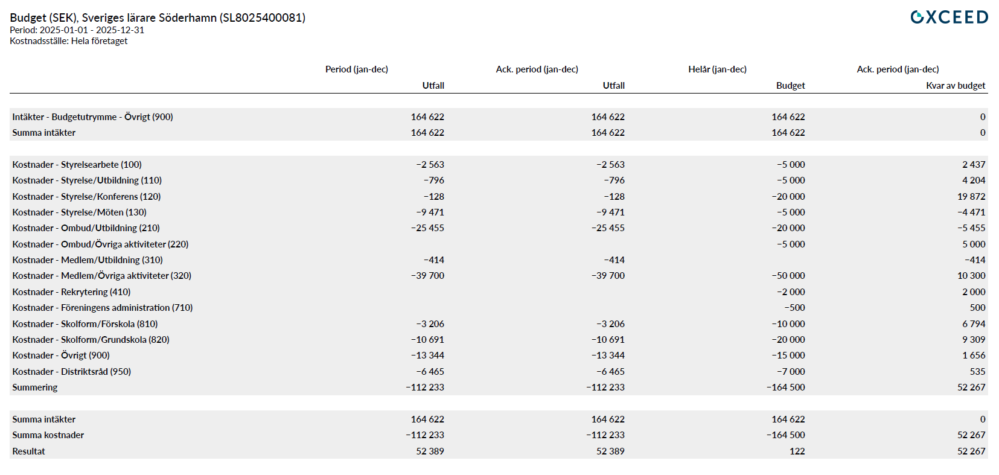 Budget (SEK), Sveriges lärare Söderhamn (SL8025400081)
EXCEED
Period: 2025-01-01 - 2025-12-31
Kostnadsställe: Hela företaget
Period (jan-dec) Ack. period (jan-dec) Helår (jan-dec) Ack. period (jan-dec)
Utfall Utfall Budget Kvar av budget
Intäkter - Budgetutrymme - Övrigt (900) 164 622 164 622 164 622 0
Summa intäkter 164 622 164 622 164 622 0
Kostnader - Styrelsearbete (100) −2 563 −2 563 −5 000 2 437
Kostnader - Styrelse/Utbildning (110) −796 −796 −5 000 4 204
Kostnader - Styrelse/Konferens (120) −128 −128 −20 000 19 872
Kostnader - Styrelse/Möten (130) −9 471 −9 471 −5 000 −4 471
Kostnader - Ombud/Utbildning (210) −25 455 −25 455 −20 000 −5 455
Kostnader - Ombud/Övriga aktiviteter (220) −5 000 5 000
Kostnader - Medlem/Utbildning (310) −414 −414 −414
Kostnader - Medlem/Övriga aktiviteter (320) −39 700 −39 700 −50 000 10 300
Kostnader - Rekrytering (410) −2 000 2 000
Kostnader - Föreningens administration (710) −500 500
Kostnader - Skolform/Förskola (810) −3 206 −3 206 −10 000 6 794
Kostnader - Skolform/Grundskola (820) −10 691 −10 691 −20 000 9 309
Kostnader - Övrigt (900) −13 344 −13 344 −15 000 1 656
Kostnader - Distriktsråd (950) −6 465 −6 465 −7 000 535
Summering −112 233 −112 233 −164 500 52 267
Summa intäkter 164 622 164 622 164 622 0
Summa kostnader −112 233 −112 233 −164 500 52 267
Resultat 52 389 52 389 122 52 267